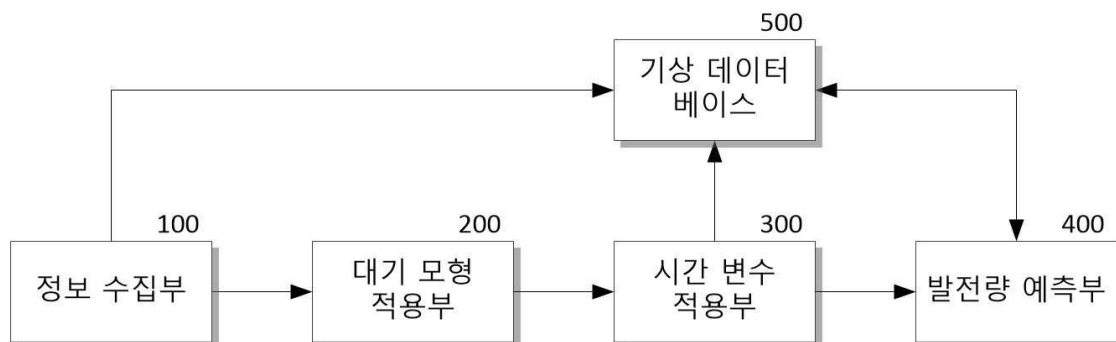 500
기상 데이터
베이스
100
200
300
400
정보 수집부
대기 모형
적용부
시간 변수
적용부
발전량 예측부